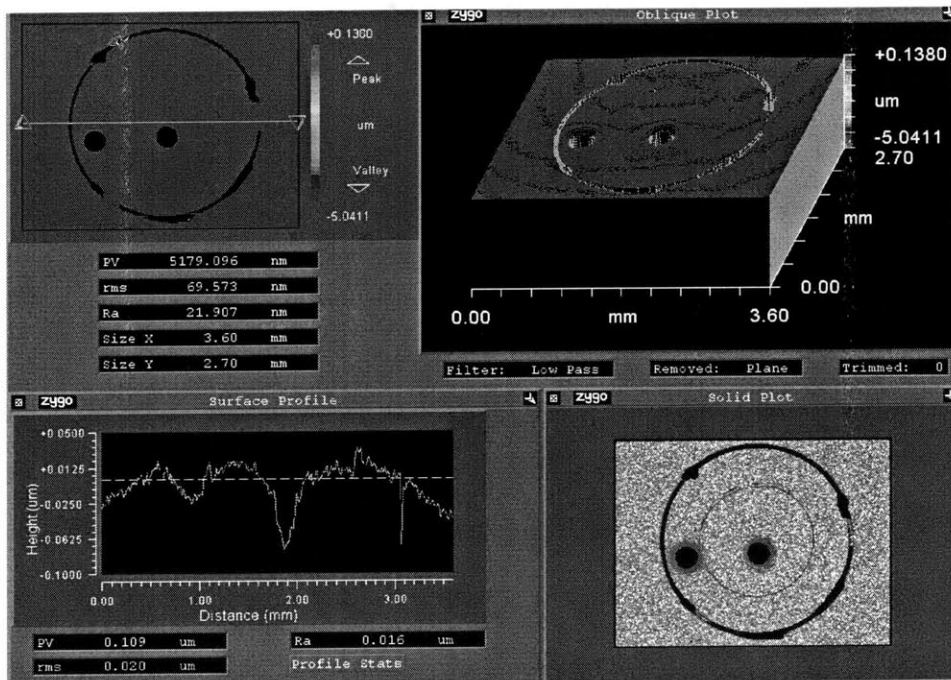 +0.1380
Peak
um
Valley
-5.0411
PV 5179.096 nm
rms 69.573 nm
Ra 21.907 nm
Size X 3.60 mm
Size Y 2.70 mm
zygo Oblique Plot
+0.1380
um
-5.0411
2.70
mm
0.00
0.00 mm 3.60
Filter: Low Pass Removed: Plane Trimmed: 0
zygo Surface Profile
+0.0500
+0.0125
-0.0250
-0.0625
-0.1000
Height (um)
0.00 1.00 2.00 3.00
Distance (mm)
PV 0.109 um Ra 0.016 um
rms 0.020 um Profile Stats
zygo Solid Plot